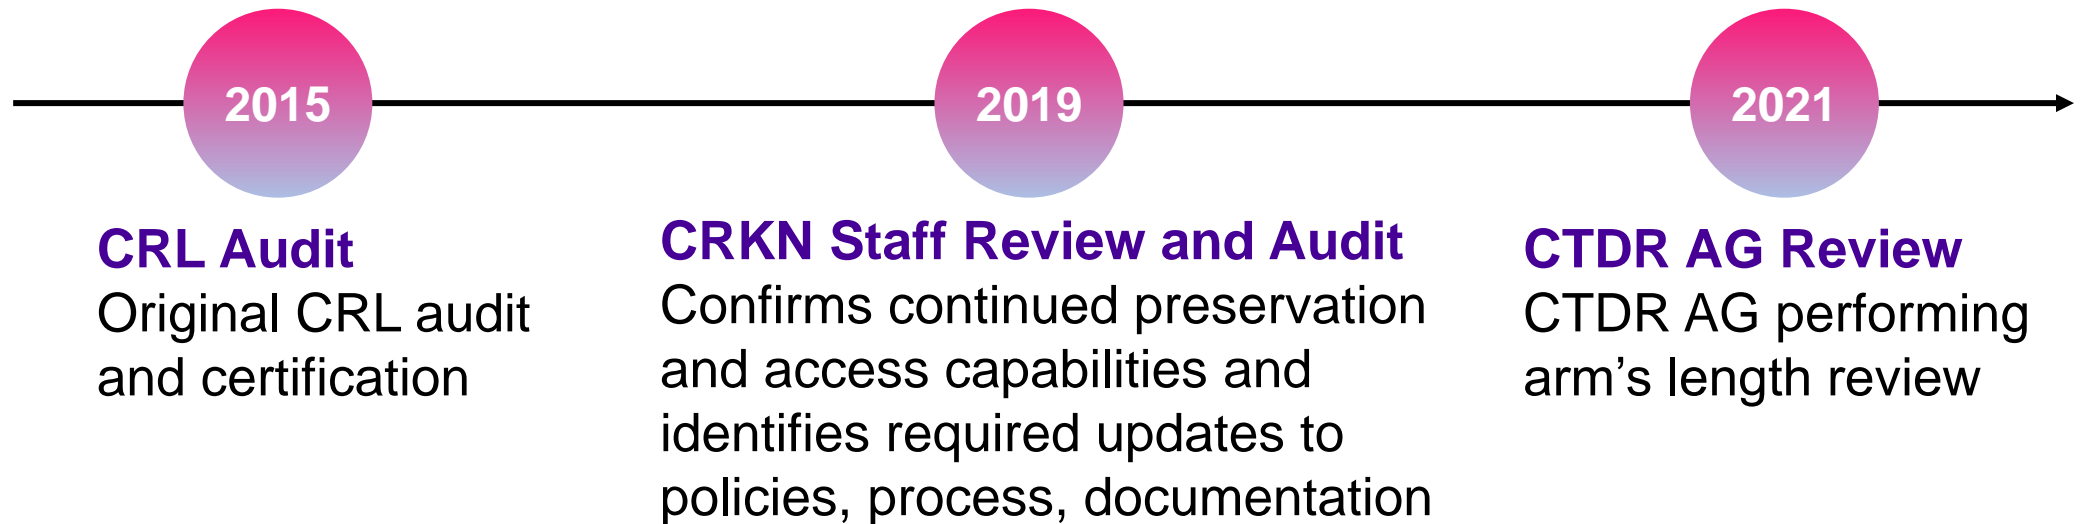 2015
2019
2021
CRL Audit
Original CRL audit
and certification
CRKN Staff Review and Audit
Confirms continued preservation
and access capabilities and
identifies required updates to
policies, process, documentation
CTDR AG Review
CTDR AG performing
arm’s length review